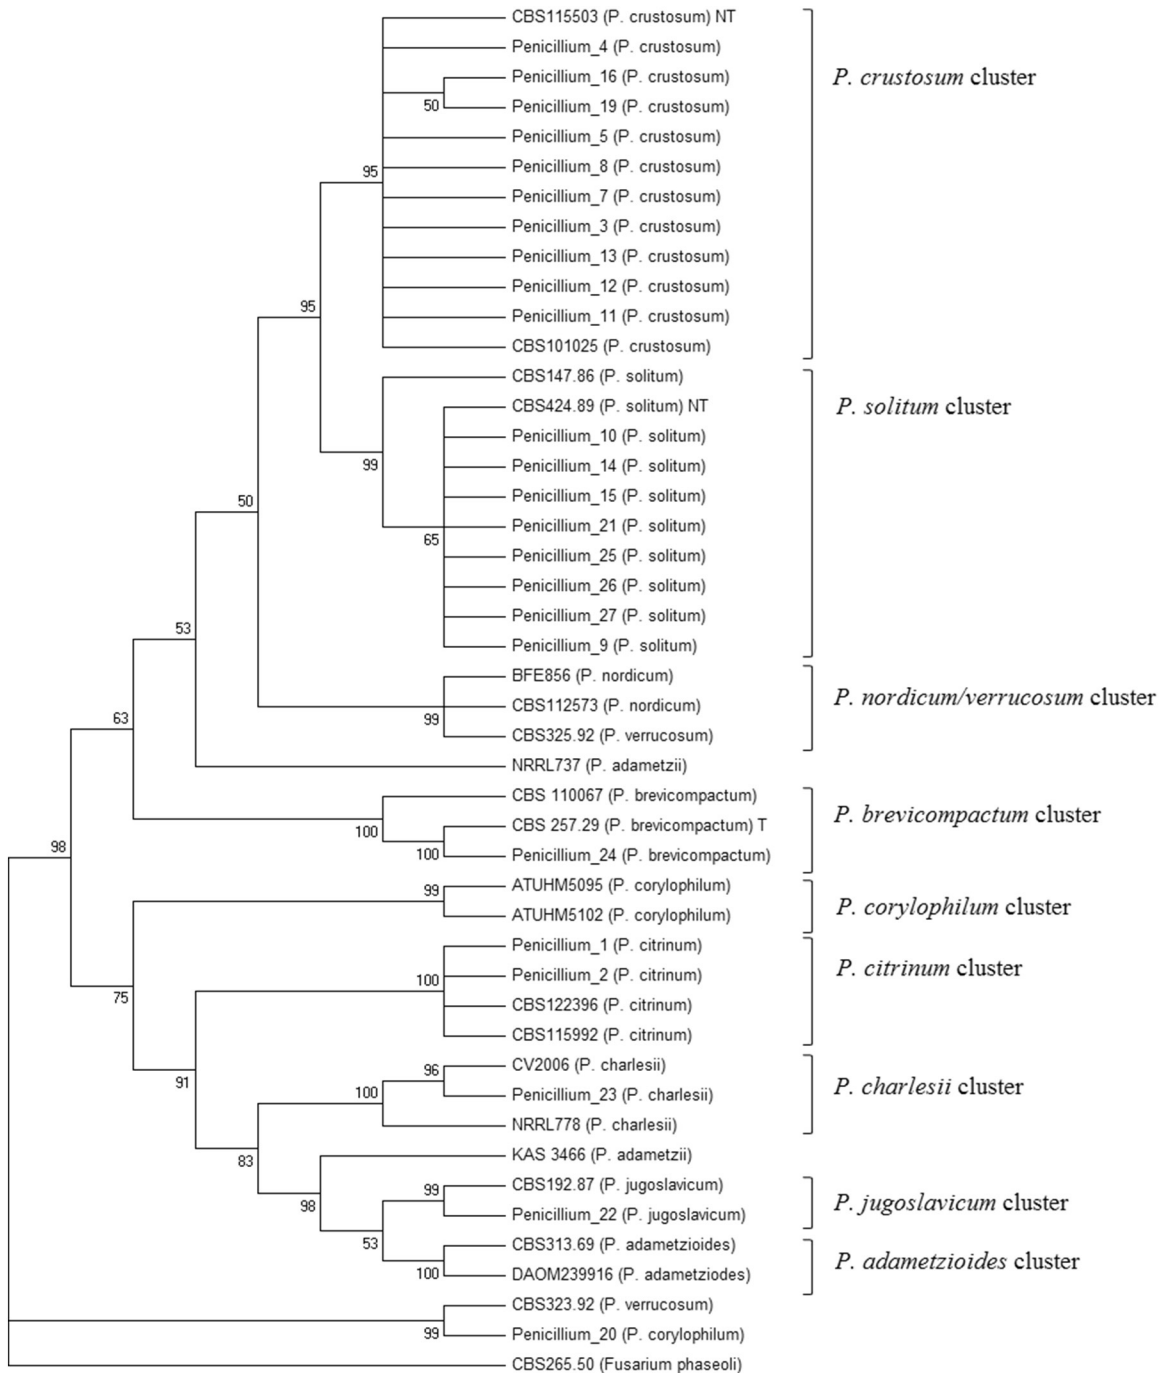 CBS115503 (P. crustosum) NT
Penicillium_4 (P. crustosum)
Penicillium_16 (P. crustosum)
P. crustosum cluster
50
Penicillium_19 (P. crustosum)
Penicillium_5 (P. crustosum)
95
Penicillium_8 (P. crustosum)
Penicillium_7 (P. crustosum)
Penicillium_3 (P. crustosum)
Penicillium_13 (P. crustosum)
Penicillium_12 (P. crustosum)
95
Penicillium_11 (P. crustosum)
CBS101025 (P. crustosum)
CBS147.86 (P. solitum)
CBS424.89 (P. solitum) NT
P. solitum cluster
Penicillium_10 (P. solitum)
99
Penicillium_14 (P. solitum)
50
Penicillium_15 (P. solitum)
Penicillium_21 (P. solitum)
65
Penicillium_25 (P. solitum)
Penicillium_26 (P. solitum)
Penicillium_27 (P. solitum)
53
Penicillium_9 (P. solitum)
BFE856 (P. nordicum)
P. nordicum/verrucosum cluster
CBS112573 (P. nordicum)
63
99
CBS325.92 (P. verrucosum)
NRRL737 (P. adametzii)
CBS 110067 (P. brevicompactum)
P. brevicompactum cluster
100
CBS 257.29 (P. brevicompactum) T
98
100
Penicillium_24 (P. brevicompactum)
99
ATUHM5095 (P. corylophilum)
P. corylophilum cluster
ATUHM5102 (P. corylophilum)
Penicillium_1 (P. citrinum)
P. citrinum cluster
75
100
Penicillium_2 (P. citrinum)
CBS122396 (P. citrinum)
CBS115992 (P. citrinum)
91
96
CV2006 (P. charlesii)
P. charlesii cluster
100
Penicillium_23 (P. charlesii)
NRRL778 (P. charlesii)
83
KAS 3466 (P. adametzii)
99
CBS192.87 (P. jugoslavicum)
P. jugoslavicum cluster
98
Penicillium_22 (P. jugoslavicum)
53
CBS313.69 (P. adametzioides)
P. adametzioides cluster
100
DAOM239916 (P. adametziodes)
CBS323.92 (P. verrucosum)
99
Penicillium_20 (P. corylophilum)
CBS265.50 (Fusarium phaseoli)